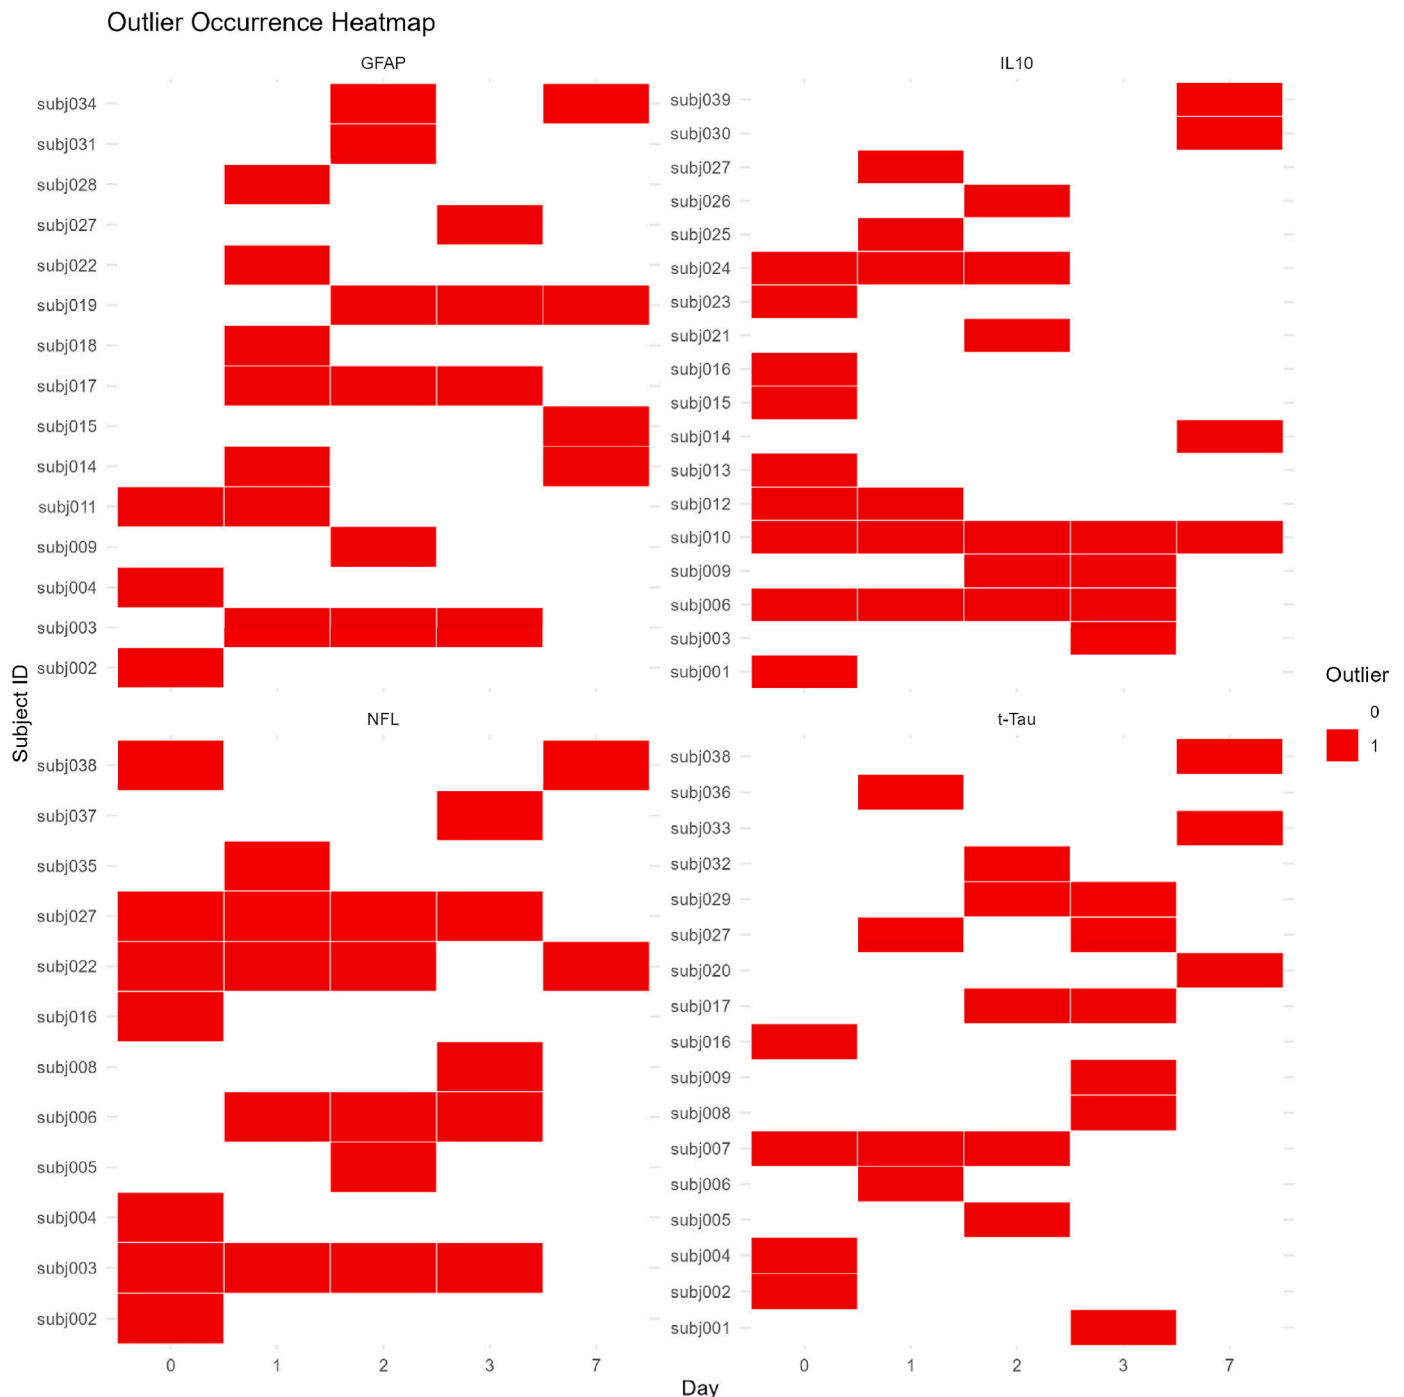 Outlier Occurrence Heatmap
GFAP
subj034
subj031
subj028
subj027
subj022
subj019
subj018
subj017
subj015
subj014
subj011
subj009
subj004
subj003
subj002
IL10
subj039
subj030
subj027
subj026
subj025
subj024
subj023
subj021
subj016
subj015
subj014
subj013
subj012
subj010
subj009
subj006
subj003
subj001
Subject ID
NFL
subj038
subj037
subj035
subj027
subj022
subj016
subj008
subj006
subj005
subj004
subj003
subj002
0 1 2 3 7
t-Tau
subj038
subj036
subj033
subj032
subj029
subj027
subj020
subj017
subj016
subj009
subj008
subj007
subj006
subj005
subj004
subj002
subj001
0 1 2 3 7
Day
Outlier
0
1